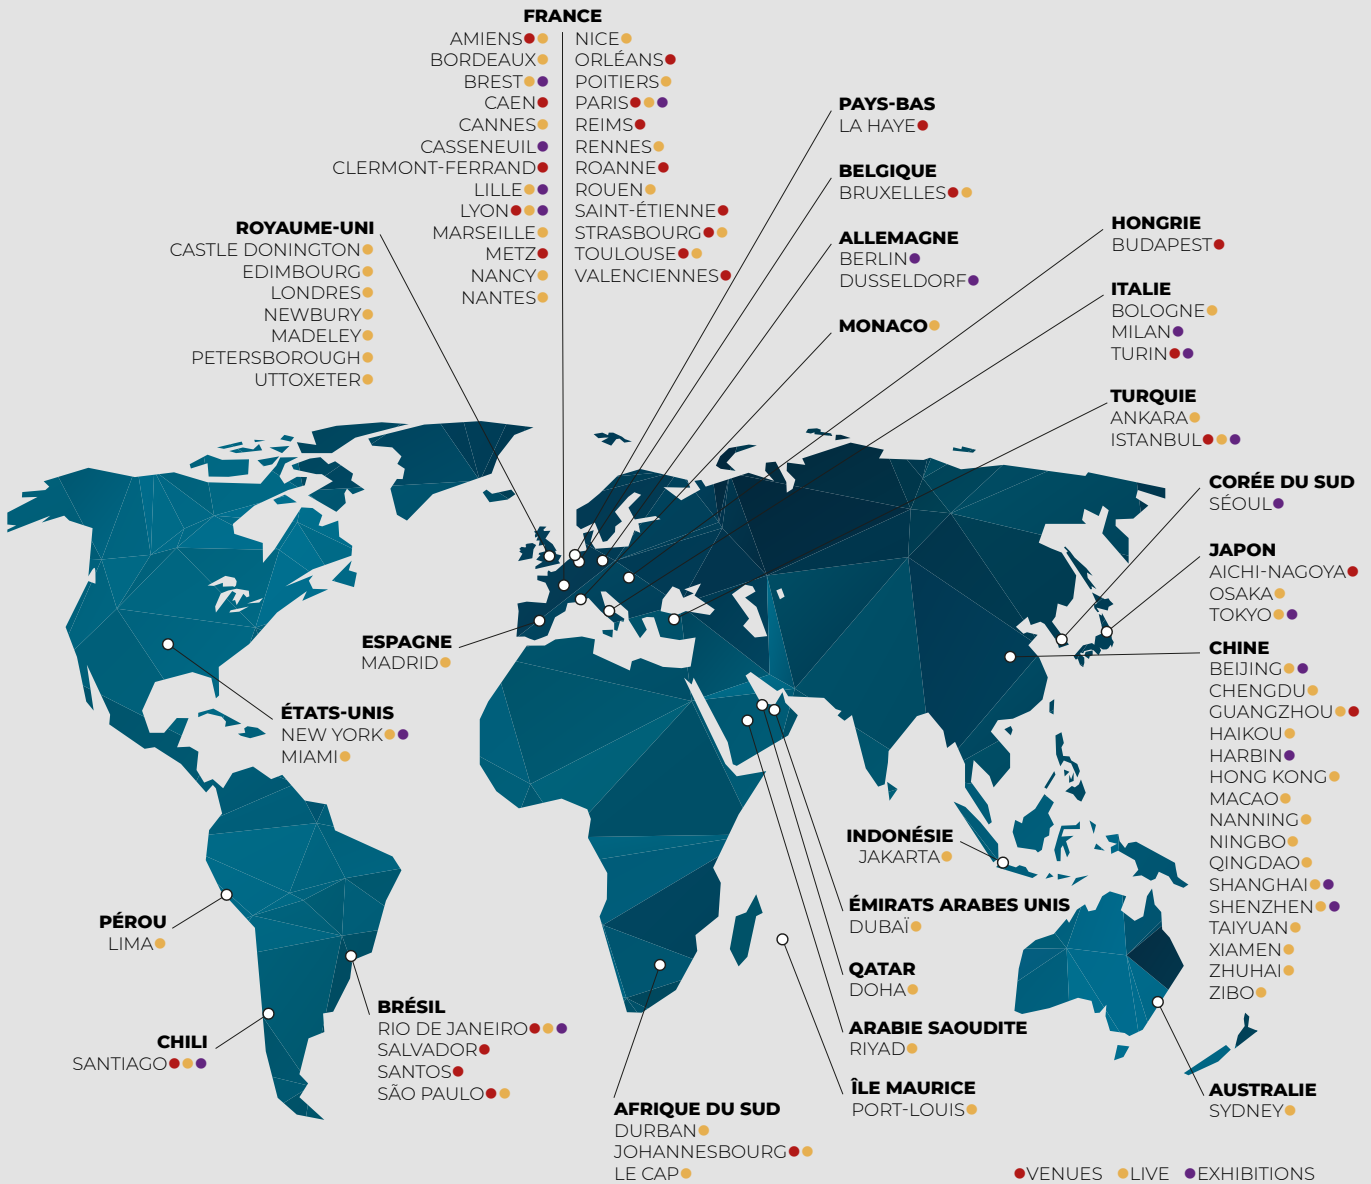 FRANCE
AMIENS
BORDEAUX
BREST
CAEN
CANNES
CASSENEUIL
CLERMONT-FERRAND
LILLE
LYON
MARSEILLE
METZ
NANCY
NANTES
NICE
ORLÉANS
POITIERS
PARIS
REIMS
RENNES
ROANNE
ROUEN
SAINT-ÉTIENNE
STRASBOURG
TOULOUSE
VALENCIENNES
ROYAUME-UNI
CASTLE DONINGTON
EDIMBOURG
LONDRES
NEWBURY
MADELEY
PETERSBOROUGH
UTTOXETER
PAYS-BAS
LA HAYE
BELGIQUE
BRUXELLES
ALLEMAGNE
BERLIN
DUSSELDORF
MONACO
HONGRIE
BUDAPEST
ITALIE
BOLOGNE
MILAN
TURIN
TURQUIE
ANKARA
ISTANBUL
CORÉE DU SUD
SÉOUL
JAPON
AICHI-NAGOYA
OSAKA
TOKYO
CHINE
BEIJING
CHENGDU
GUANGZHOU
HAIKOU
HARBIN
HONG KONG
MACAO
NANNING
NINGBO
QINGDAO
SHANGHAI
SHENZHEN
TAIYUAN
XIAMEN
ZHUHAI
ZIBO
ESPAGNE
MADRID
ÉTATS-UNIS
NEW YORK
MIAMI
INDONÉSIE
JAKARTA
ÉMIRATS ARABES UNIS
DUBAÏ
QATAR
DOHA
ARABIE SAOUDITE
RIYAD
ÎLE MAURICE
PORT-LOUIS
PÉROU
LIMA
CHILI
SANTIAGO
BRÉSIL
RIO DE JANEIRO
SALVADOR
SANTOS
SÃO PAULO
AFRIQUE DU SUD
DURBAN
JOHANNESBOURG
LE CAP
AUSTRALIE
SYDNEY
VENUES LIVE EXHIBITIONS